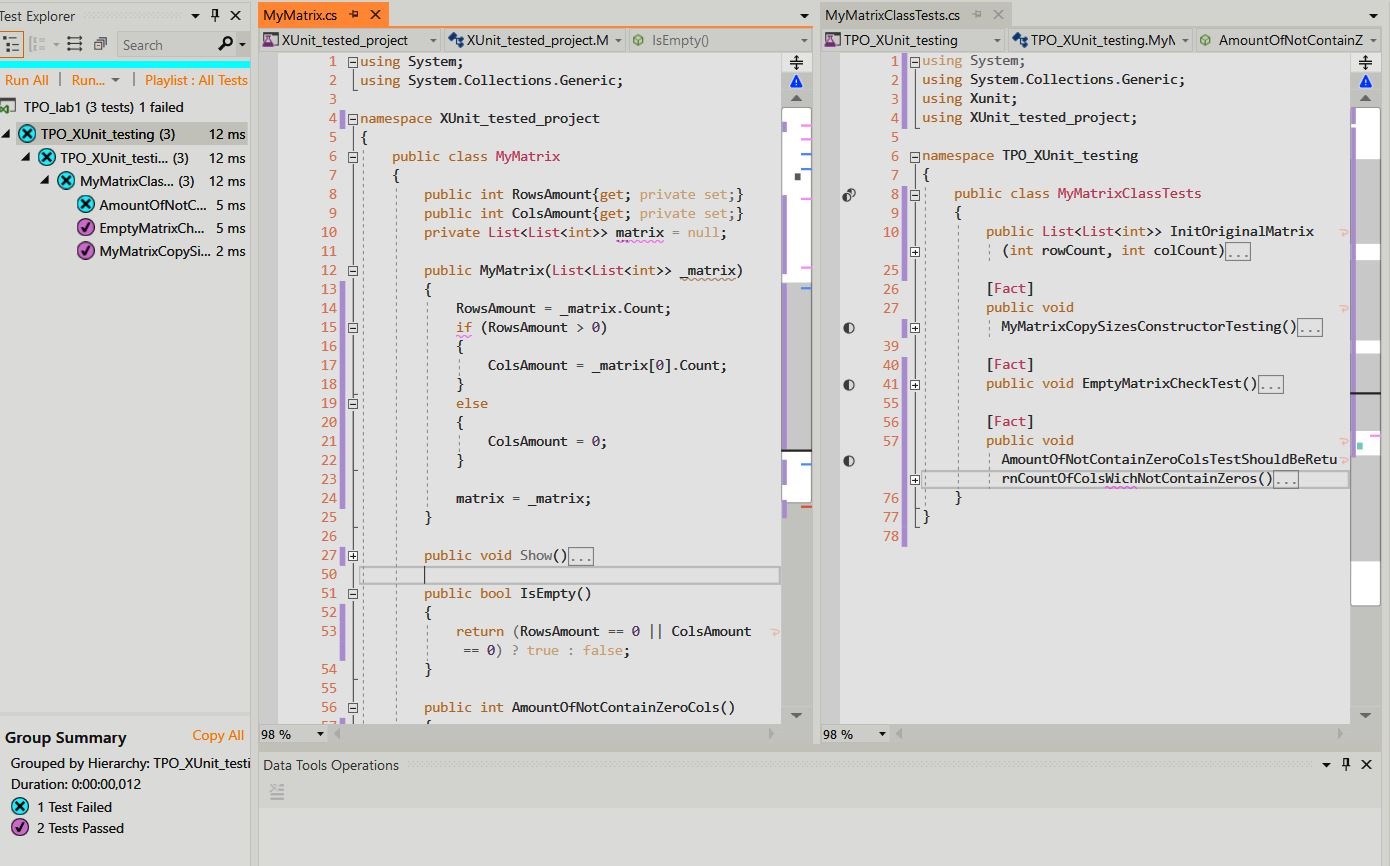 Test Explorer
Search
Run All
Run...
Playlist : All Tests
TPO_lab1 (3 tests) 1 failed
TPO_XUnit_testing (3) 12 ms
TPO_XUnit_testi... (3) 12 ms
MyMatrixClas... (3) 12 ms
AmountOfNotC... 5 ms
EmptyMatrixCh... 5 ms
MyMatrixCopySi... 2 ms
Group Summary
Copy All
Grouped by Hierarchy: TPO_XUnit_testi
Duration: 0:00:00,012
1 Test Failed
2 Tests Passed
MyMatrix.cs
XUnit_tested_project
XUnit_tested_project.M
IsEmpty()
1 using System;
2 using System.Collections.Generic;
3
4 namespace XUnit_tested_project
5 {
6 public class MyMatrix
7 {
8 public int RowsAmount{get; private set;}
9 public int ColsAmount{get; private set;}
10 private List<List<int>> matrix = null;
11
12 public MyMatrix(List<List<int>> _matrix)
13 {
14 RowsAmount = _matrix.Count;
15 if (RowsAmount > 0)
16 {
17 ColsAmount = _matrix[0].Count;
18 }
19 else
20 {
21 ColsAmount = 0;
22 }
23
24 matrix = _matrix;
25 }
26
27 public void Show()...
50
51 public bool IsEmpty()
52 {
53 return (RowsAmount == 0 || ColsAmount
== 0) ? true : false;
54 }
55
56 public int AmountOfNotContainZeroCols()
57 {
98 %
MyMatrixClassTests.cs
TPO_XUnit_testing
TPO_XUnit_testing.MyM
AmountOfNotContainZ
1 using System;
2 using System.Collections.Generic;
3 using Xunit;
4 using XUnit_tested_project;
5
6 namespace TPO_XUnit_testing
7 {
8 public class MyMatrixClassTests
9 {
10 public List<List<int>> InitOriginalMatrix
(int rowCount, int colCount)...
25
26 [Fact]
27 public void
MyMatrixCopySizesConstructorTesting()...
39
40 [Fact]
41 public void EmptyMatrixCheckTest()...
55
56 [Fact]
57 public void
AmountOfNotContainZeroColsTestShouldBeRetu
rnCountOfColsWichNotContainZeros()...
76 }
77 }
78
98 %
Data Tools Operations